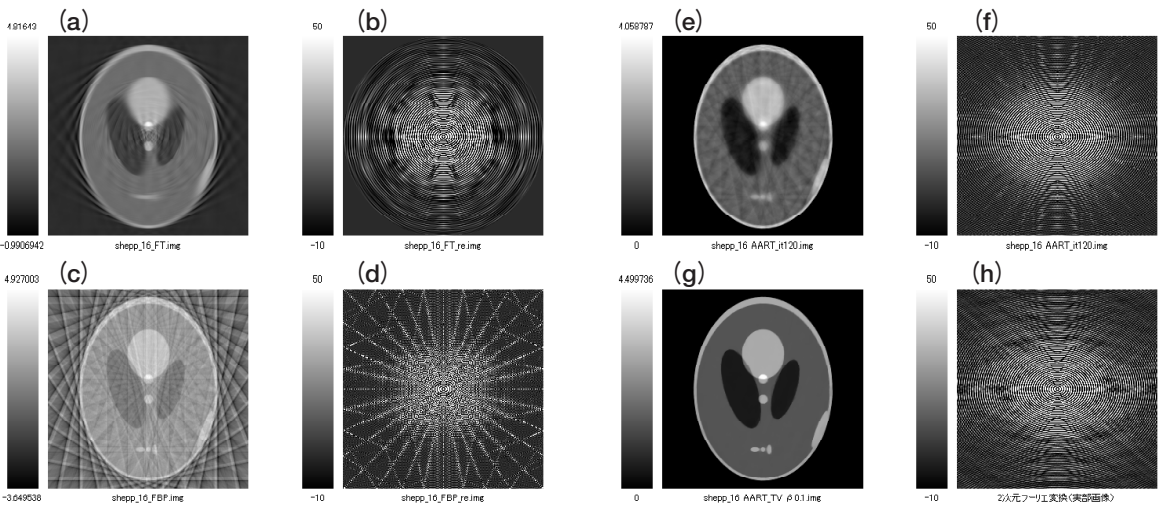 (a)
4.91643
-0.9906942
shepp_16_FT.img
(b)
50
-10
shepp_16_FT_re.img
(e)
4.059797
0
shepp_16 AART_it120.img
(f)
50
-10
shepp_16 AART_it120.img
(c)
4.927003
-3.649538
shepp_16_FBP.img
(d)
50
-10
shepp_16_FBP_re.img
(g)
4.499736
0
shepp_16 AART_TV β0.1.img
(h)
50
-10
2次元フーリエ変換(実部画像)